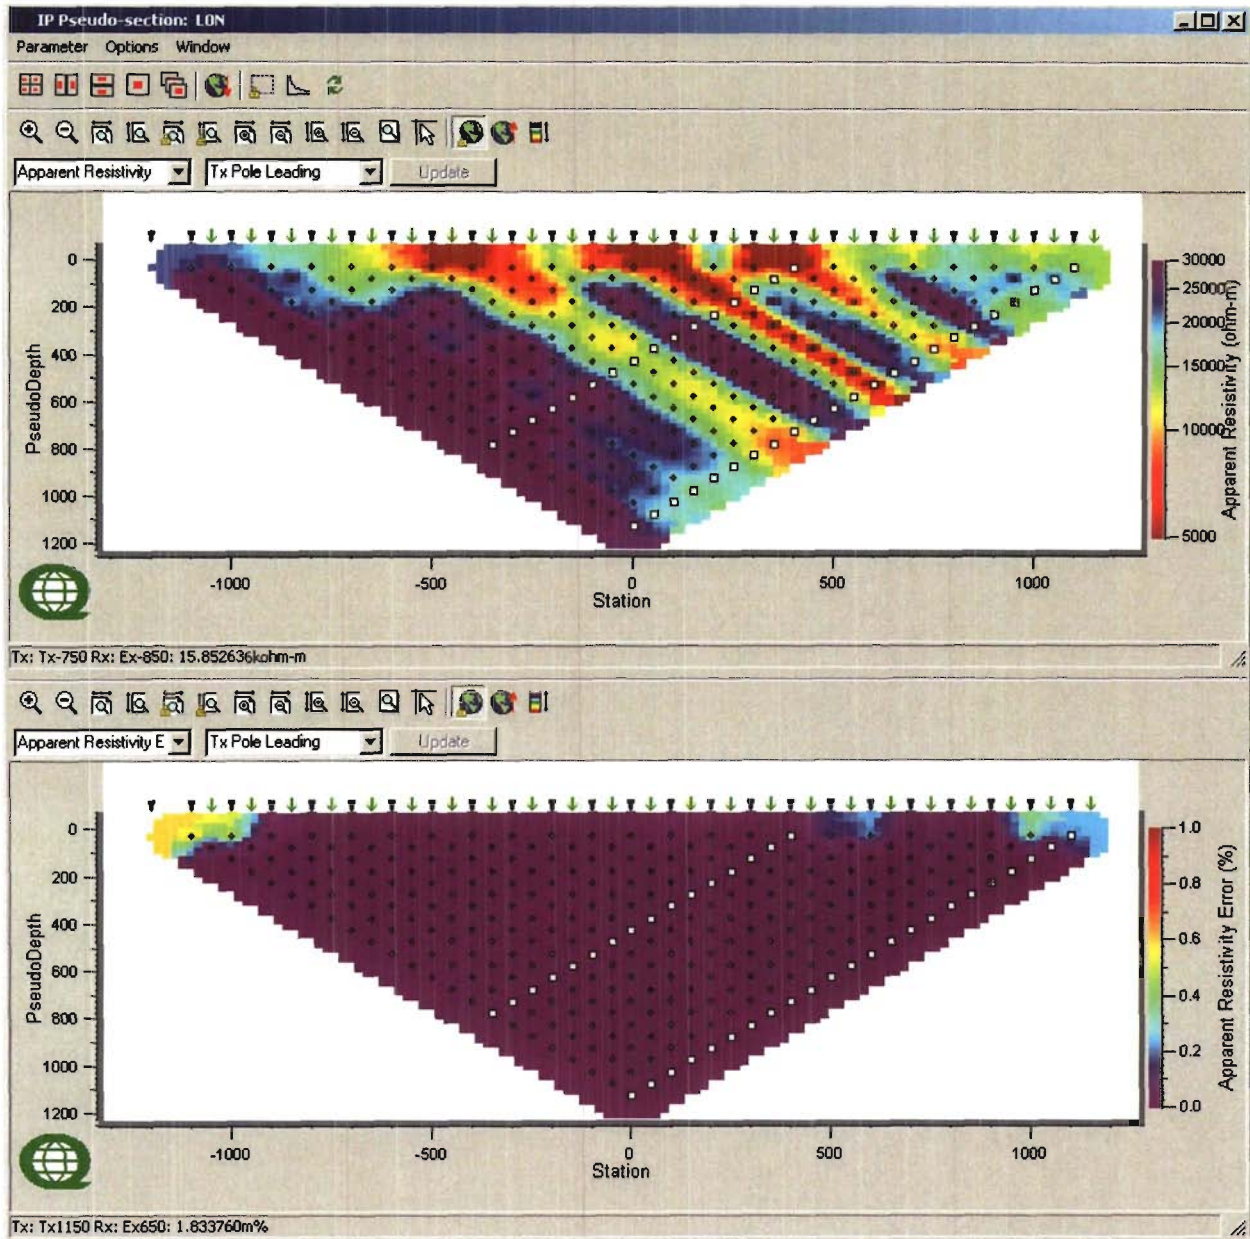 IP Pseudo-section: L0N
Parameter Options Window
Apparent Resistivity Tx Pole Leading Update
0
200
400
600
800
1000
1200
PseudoDepth
-1000 -500 0 500 1000
Station
30000
25000
20000
15000
10000
5000
Apparent Resistivity (ohm-m)
Tx: Tx-750 Rx: Ex-850: 15.852636kohm-m
Apparent Resistivity E Tx Pole Leading Update
0
200
400
600
800
1000
1200
PseudoDepth
-1000 -500 0 500 1000
Station
1.0
0.8
0.6
0.4
0.2
0.0
Apparent Resistivity Error (%)
Tx: Tx1150 Rx: Ex650: 1.833760m%